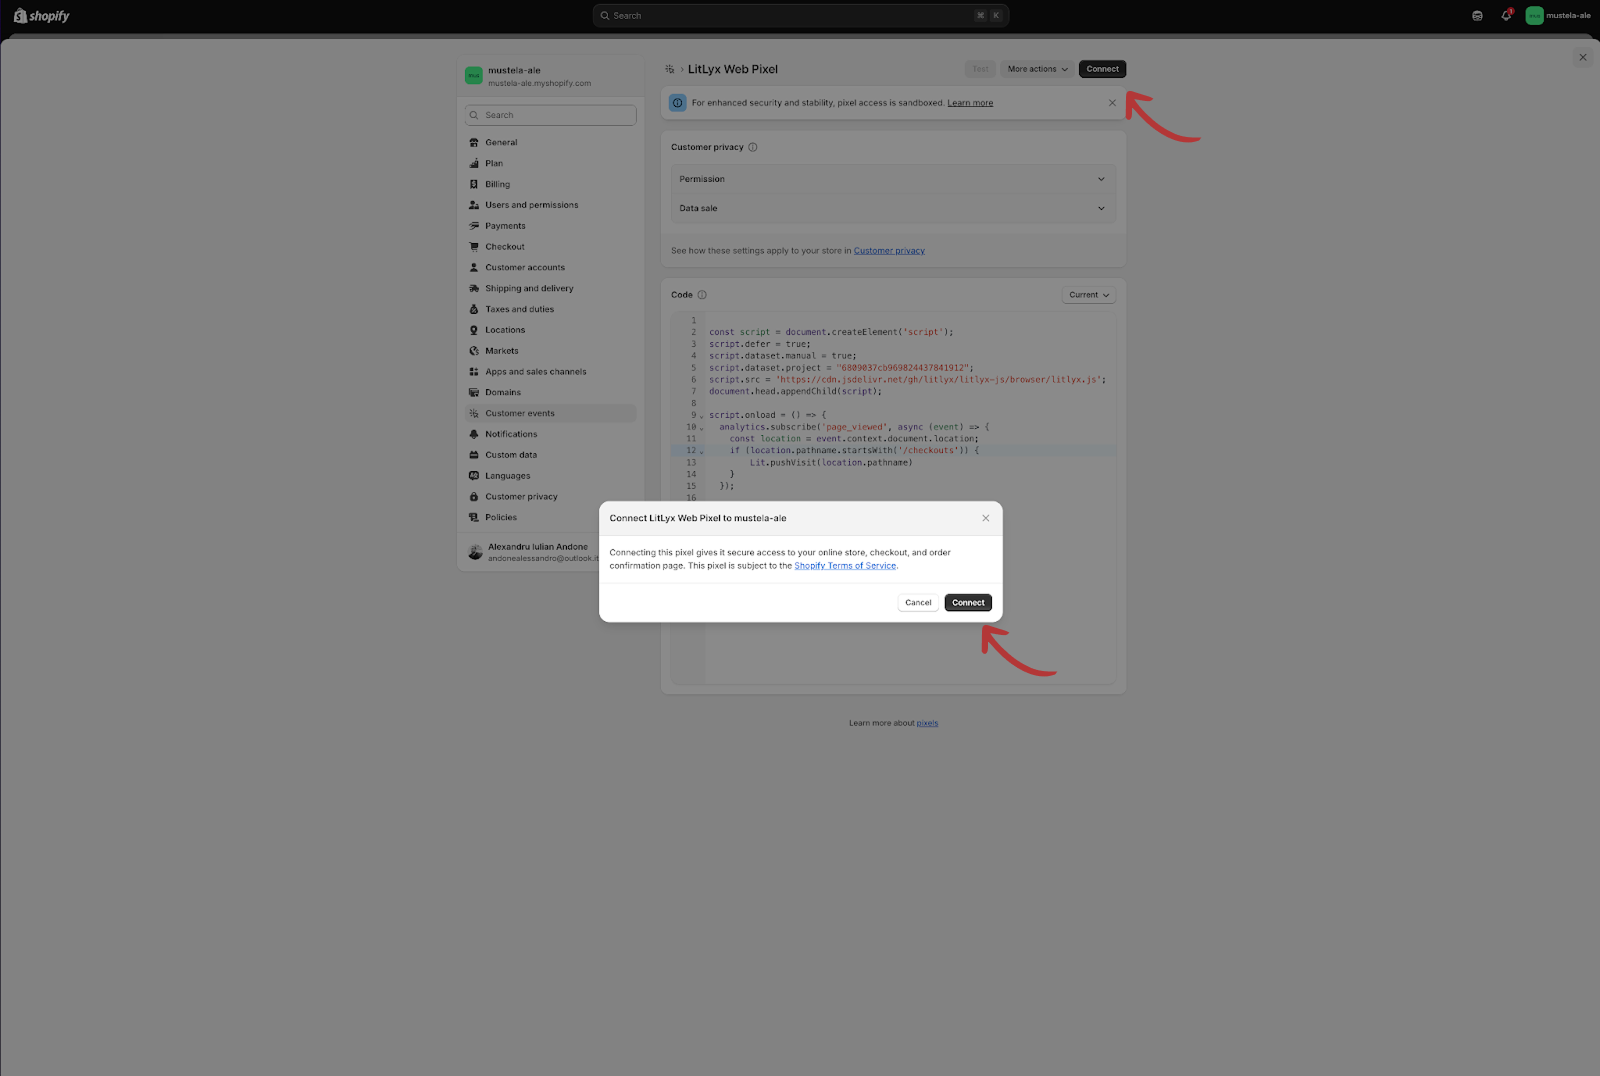 shopify
Search
⌘ K
1
mustela-ale
mustela-ale
mustela-ale.myshopify.com
Search
General
Plan
Billing
Users and permissions
Payments
Checkout
Customer accounts
Shipping and delivery
Taxes and duties
Locations
Markets
Apps and sales channels
Domains
Customer events
Notifications
Custom data
Languages
Customer privacy
Policies
Alexandru Iulian Andone
andonealessandro@outlook.it
› LitLyx Web Pixel
Test
More actions
Connect
For enhanced security and stability, pixel access is sandboxed. Learn more
Customer privacy
Permission
Data sale
See how these settings apply to your store in Customer privacy
Code
Current
1
2 const script = document.createElement('script');
3 script.defer = true;
4 script.dataset.manual = true;
5 script.dataset.project = "6809037cb969824437841912";
6 script.src = 'https://cdn.jsdelivr.net/gh/litlyx/litlyx-js/browser/litlyx.js';
7 document.head.appendChild(script);
8
9 script.onload = () => {
10 analytics.subscribe('page_viewed', async (event) => {
11 const location = event.context.document.location;
12 if (location.pathname.startsWith('/checkouts')) {
13 Lit.pushVisit(location.pathname)
14 }
15 });
16
Connect LitLyx Web Pixel to mustela-ale
Connecting this pixel gives it secure access to your online store, checkout, and order
confirmation page. This pixel is subject to the Shopify Terms of Service.
Cancel
Connect
Learn more about pixels